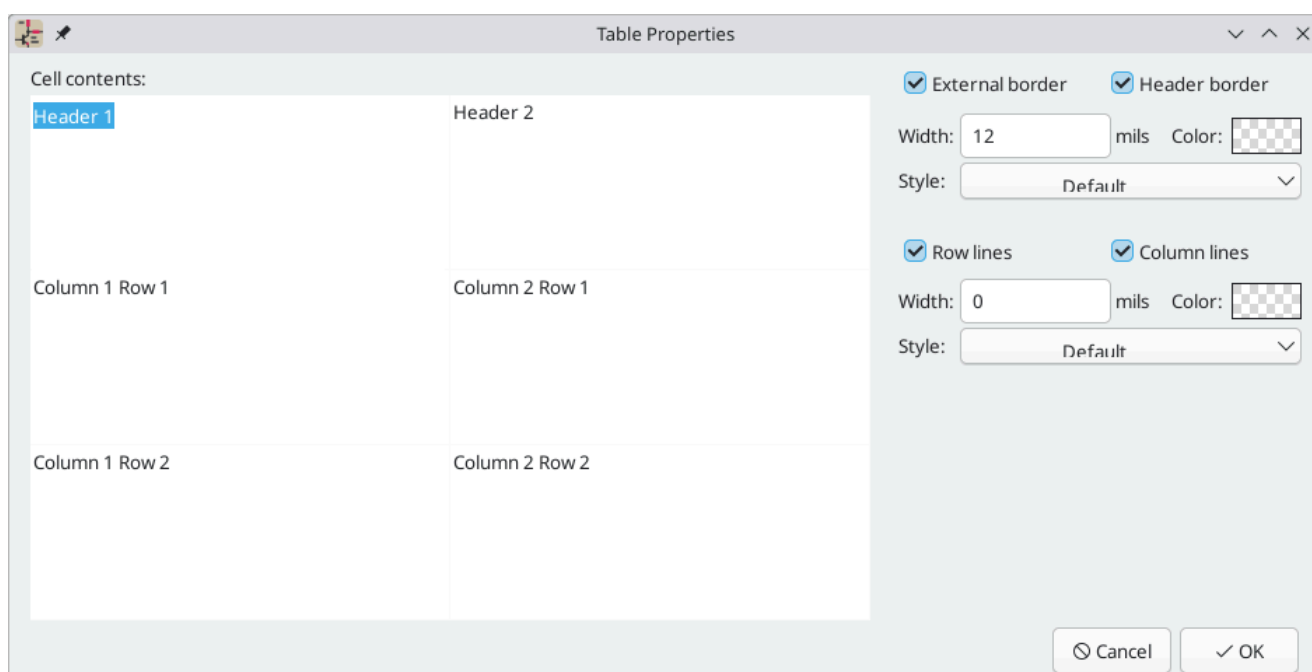 Table Properties
Cell contents:
Header 1
Header 2
Column 1 Row 1
Column 2 Row 1
Column 1 Row 2
Column 2 Row 2
External border
Header border
Width: 12 mils Color:
Style: Default
Row lines
Column lines
Width: 0 mils Color:
Style: Default
Cancel
OK